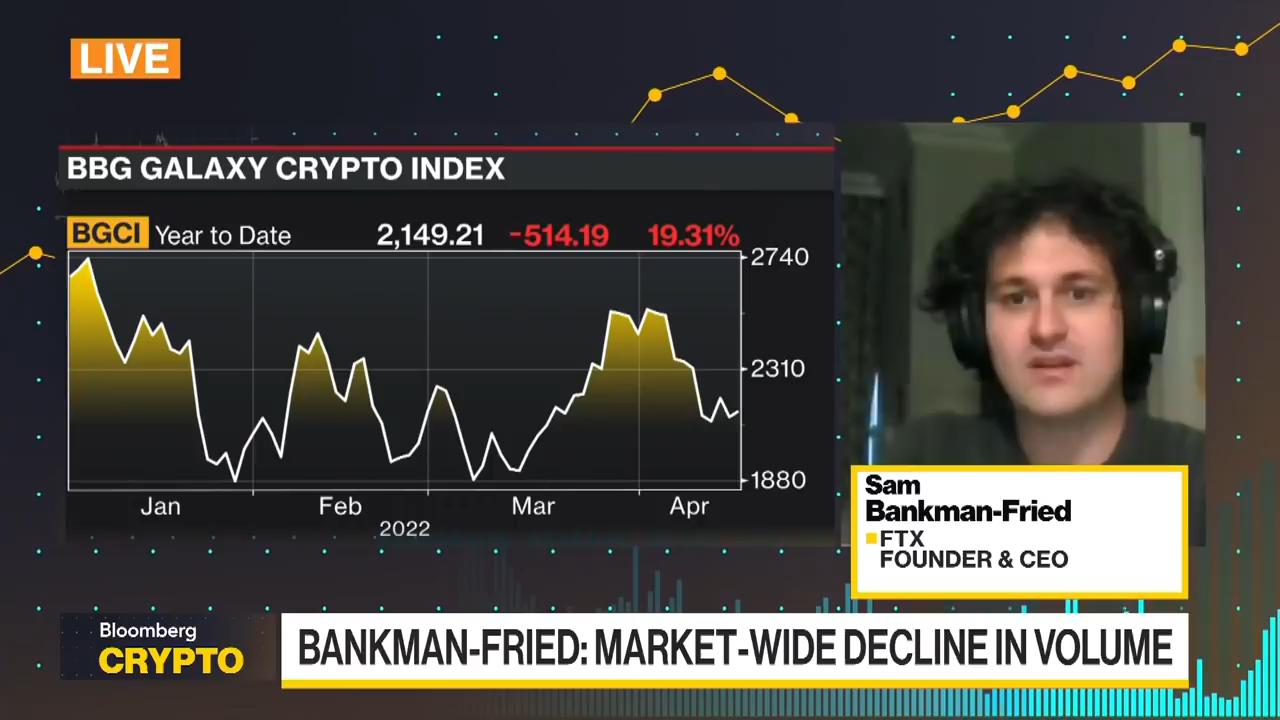 LIVE
BBG GALAXY CRYPTO INDEX
BGCI Year to Date 2,149.21 -514.19 19.31%
2740
2310
1880
Jan Feb Mar Apr
2022
Sam
Bankman-Fried
FTX
FOUNDER & CEO
Bloomberg
CRYPTO
BANKMAN-FRIED: MARKET-WIDE DECLINE IN VOLUME